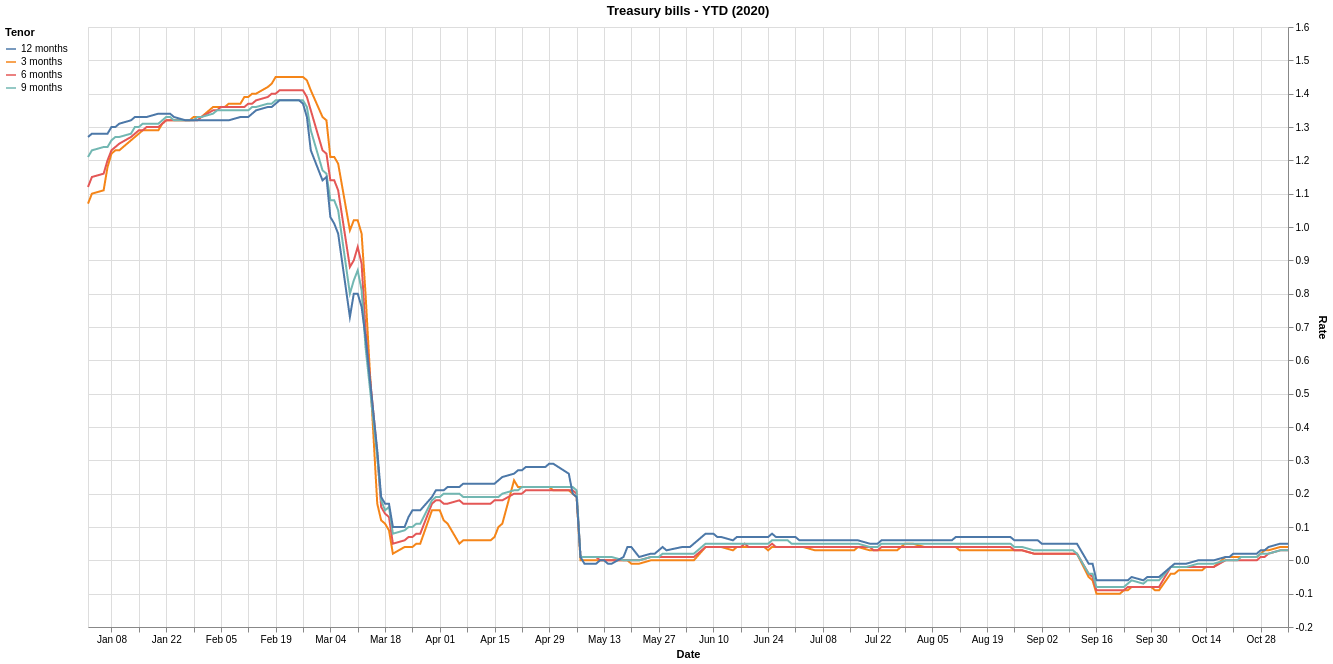 Treasury bills - YTD (2020)
Tenor
12 months
3 months
6 months
9 months
1.6
1.5
1.4
1.3
1.2
1.1
1.0
0.9
0.8
0.7
0.6
0.5
0.4
0.3
0.2
0.1
0.0
-0.1
-0.2
Rate
Jan 08 Jan 22 Feb 05 Feb 19 Mar 04 Mar 18 Apr 01 Apr 15 Apr 29 May 13 May 27 Jun 10 Jun 24 Jul 08 Jul 22 Aug 05 Aug 19 Sep 02 Sep 16 Sep 30 Oct 14 Oct 28
Date